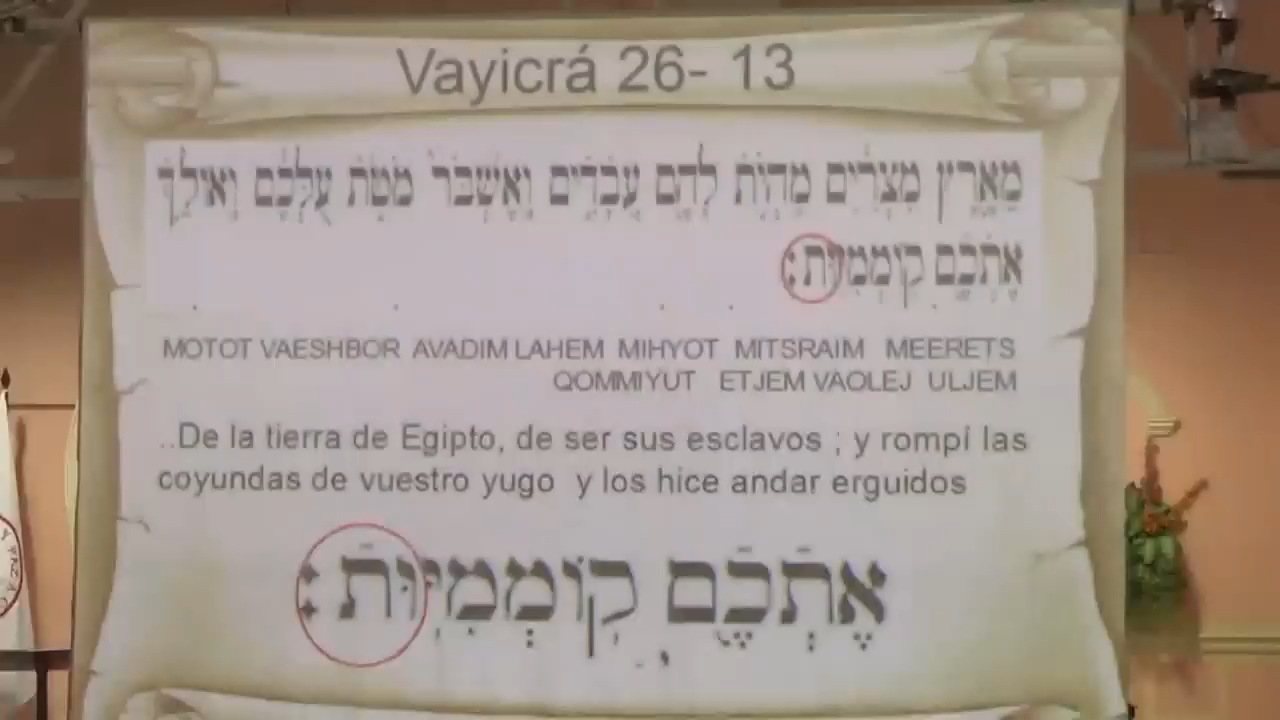 Vayicrá 26- 13
מֵאֶרֶץ מִצְרַיִם מִהְיֹת לָהֶם עֲבָדִים וָאֶשְׁבֹּר מֹטֹת עֻלְּכֶם וָאוֹלֵךְ
אֶתְכֶם קוֹמְמִיּוּת׃
MOTOT VAESHBOR AVADIM LAHEM MIHYOT MITSRAIM MEERETS
QOMMIYUT ETJEM VAOLEJ ULJEM
..De la tierra de Egipto, de ser sus esclavos ; y rompí las
coyundas de vuestro yugo y los hice andar erguidos
אֶתְכֶם קוֹמְמִיּוּת׃